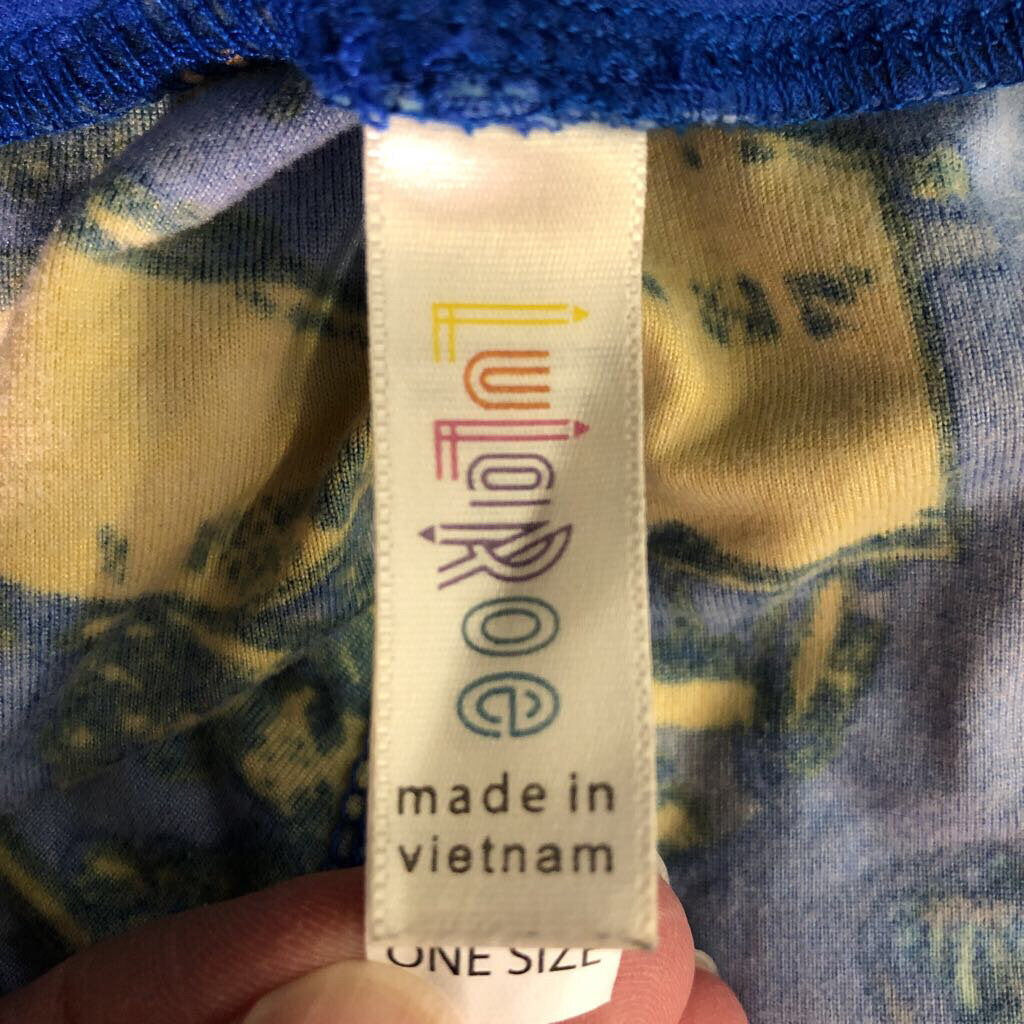 LuLaRoe
made in
vietnam
ONE SIZE